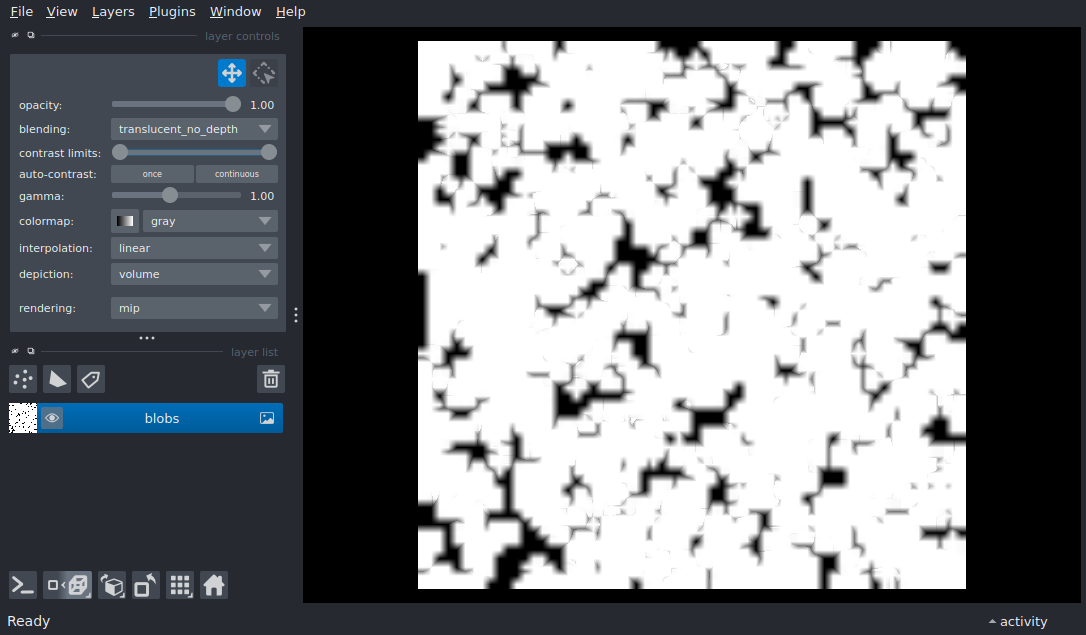 File View Layers Plugins Window Help
layer controls
opacity: 1.00
blending: translucent_no_depth
contrast limits:
auto-contrast: once continuous
gamma: 1.00
colormap: gray
interpolation: linear
depiction: volume
rendering: mip
layer list
blobs
Ready activity